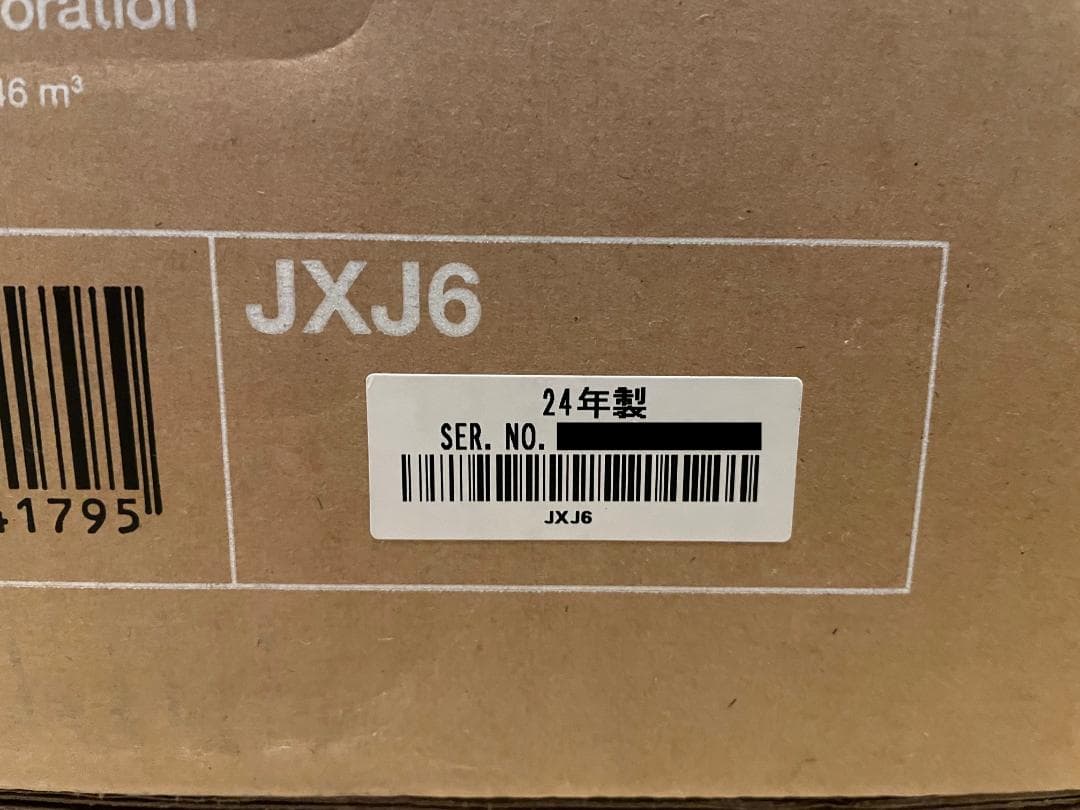 oration
46 m³
JXJ6
24年製
SER. NO.
JXJ6
41795